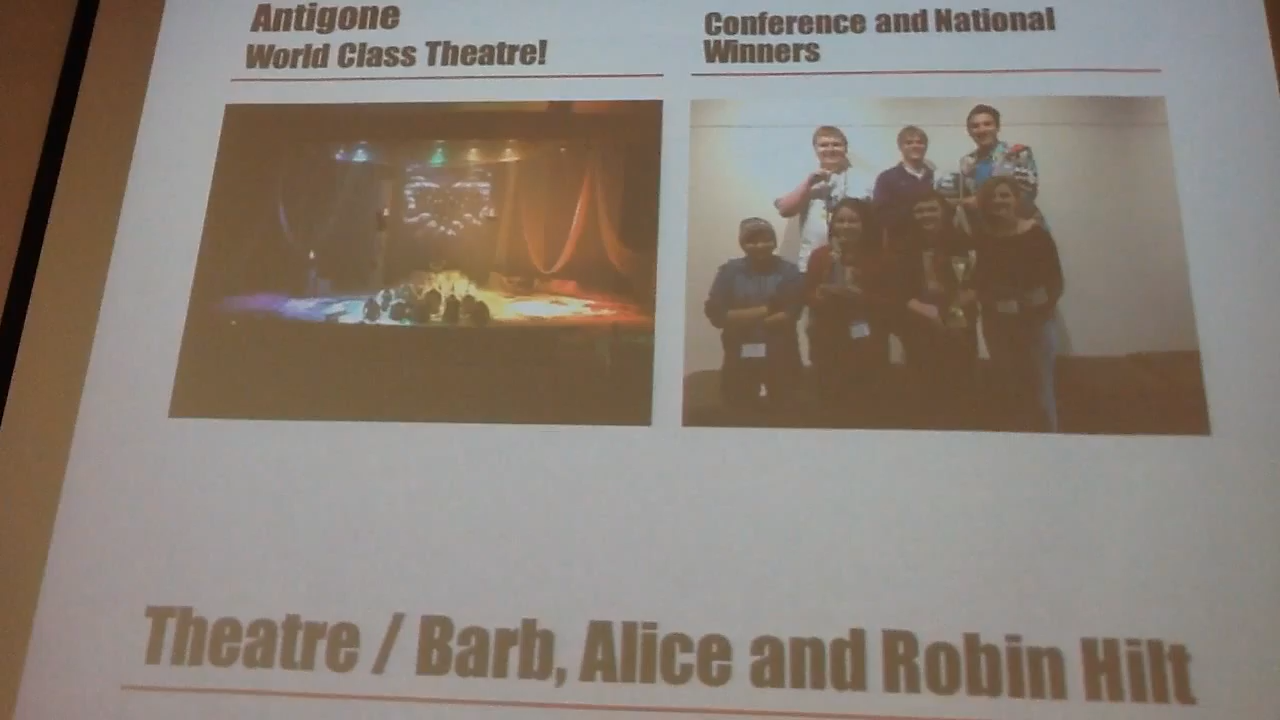 Antigone
World Class Theatre!
Conference and National
Winners
Theatre / Barb, Alice and Robin Hilt